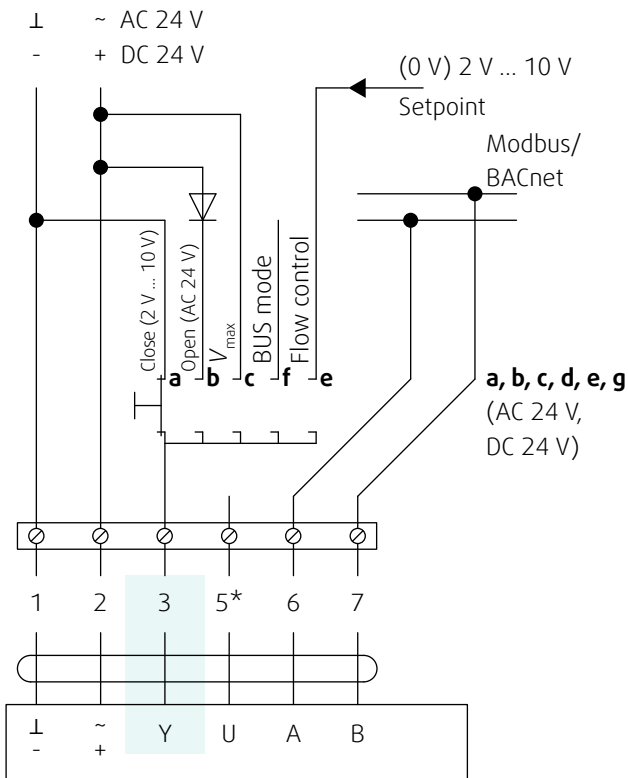 ⊥ ~ AC 24 V
- + DC 24 V
(0 V) 2 V ... 10 V
Setpoint
Modbus/
BACnet
Close (2 V ... 10 V)
Open (AC 24 V)
Vmax
BUS mode
Flow control
a b c f e
a, b, c, d, e, g
(AC 24 V,
DC 24 V)
1 2 3 5* 6 7
⊥ ~ Y U A B
- +